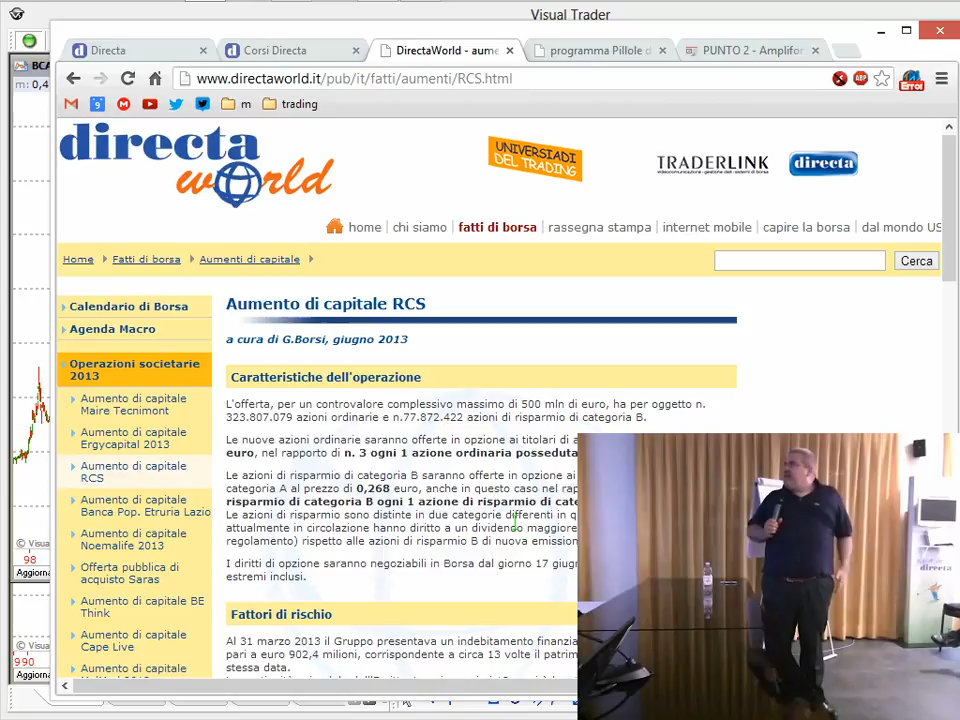 Visual Trader
Directa
Corsi Directa
DirectaWorld - aume
programma Pillole d
PUNTO 2 - Amplifor
www.directaworld.it/pub/it/fatti/aumenti/RCS.html
ABP
Error
m
trading
BCA
m: 0,4
directa
world
UNIVERSIADI
DEL TRADING
TRADERLINK
directa
home
chi siamo
fatti di borsa
rassegna stampa
internet mobile
capire la borsa
dal mondo US
Home
Fatti di borsa
Aumenti di capitale
Cerca
Calendario di Borsa
Agenda Macro
Operazioni societarie
2013
Aumento di capitale
Maire Tecnimont
Aumento di capitale
Ergycapital 2013
Aumento di capitale
RCS
Aumento di capitale
Banca Pop. Etruria Lazio
Aumento di capitale
Noemalife 2013
Offerta pubblica di
acquisto Saras
Aumento di capitale BE
Think
Aumento di capitale
Cape Live
Aumento di capitale
Aumento di capitale RCS
a cura di G.Borsi, giugno 2013
Caratteristiche dell'operazione
L'offerta, per un controvalore complessivo massimo di 500 mln di euro, ha per oggetto n.
323.807.079 azioni ordinarie e n.77.872.422 azioni di risparmio di categoria B.
Le nuove azioni ordinarie saranno offerte in opzione ai titolari di a
euro, nel rapporto di n. 3 ogni 1 azione ordinaria posseduta
Le azioni di risparmio di categoria B saranno offerte in opzione ai
categoria A al prezzo di 0,268 euro, anche in questo caso nel rap
risparmio di categoria B ogni 1 azione di risparmio di cate
Le azioni di risparmio sono distinte in due categorie differenti in q
attualmente in circolazione hanno diritto a un dividendo maggiore
regolamento) rispetto alle azioni di risparmio B di nuova emission
I diritti di opzione saranno negoziabili in Borsa dal giorno 17 giug
estremi inclusi.
Fattori di rischio
Al 31 marzo 2013 il Gruppo presentava un indebitamento finanzia
pari a euro 902,4 milioni, corrispondente a circa 13 volte il patrim
stessa data.
© Visua
98
Aggiorna
© Visua
990
Aggiorna
directa